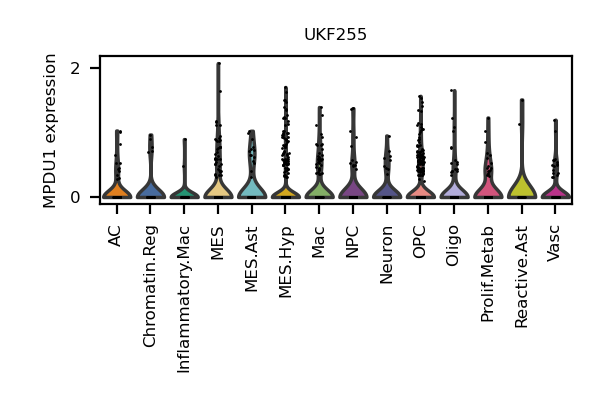 UKF255
MPDU1 expression
2
0
AC
Chromatin.Reg
Inflammatory.Mac
MES
MES.Ast
MES.Hyp
Mac
NPC
Neuron
OPC
Oligo
Prolif.Metab
Reactive.Ast
Vasc